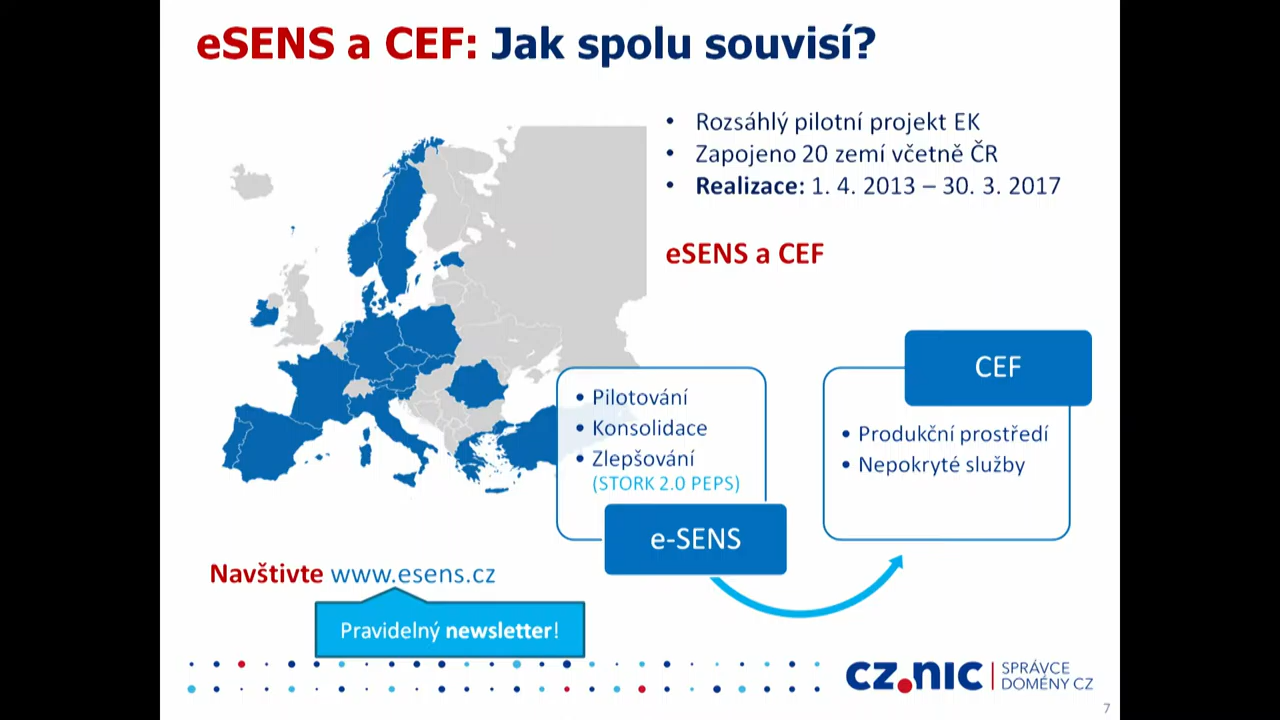 eSENS a CEF: Jak spolu souvisí?
• Rozsáhlý pilotní projekt EK
• Zapojeno 20 zemí včetně ČR
• Realizace: 1. 4. 2013 – 30. 3. 2017
eSENS a CEF
• Pilotování
• Konsolidace
• Zlepšování
(STORK 2.0 PEPS)
e-SENS
CEF
• Produkční prostředí
• Nepokryté služby
Navštivte www.esens.cz
Pravidelný newsletter!
CZ.NIC
SPRÁVCE
DOMÉNY CZ
7